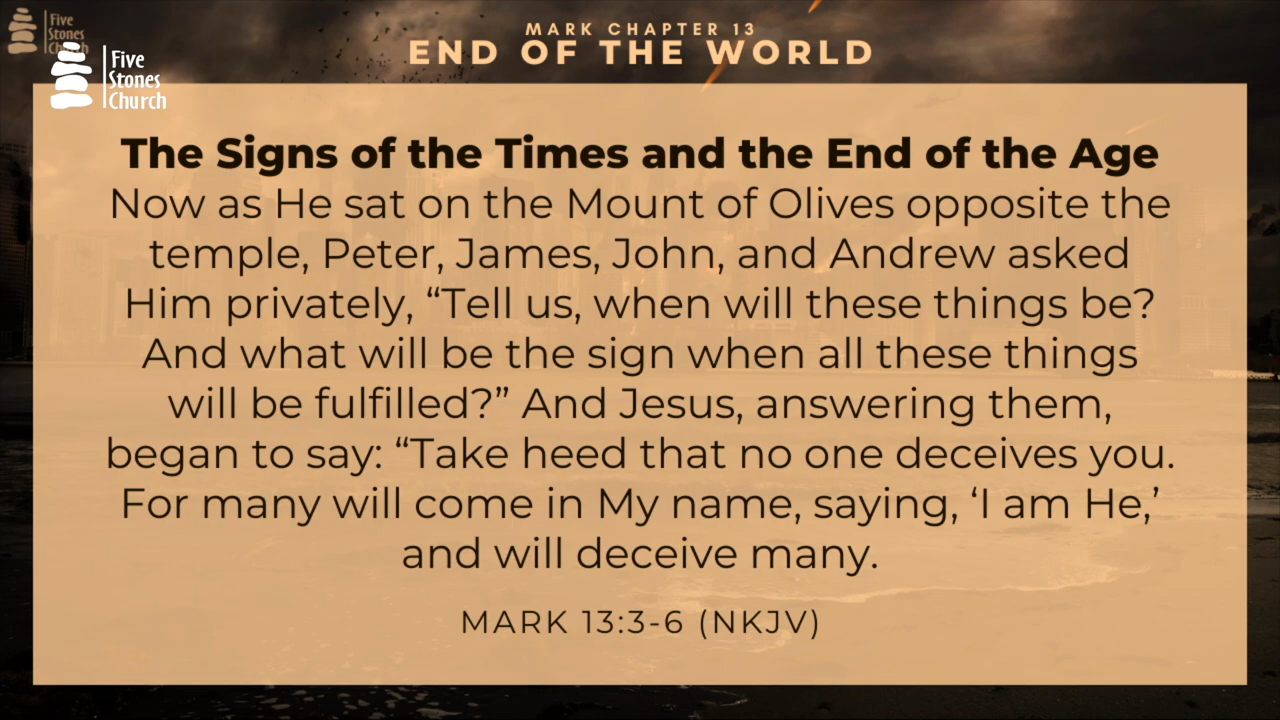 Five
Stones
Church
Five
Stones
Church
MARK CHAPTER 13
END OF THE WORLD
The Signs of the Times and the End of the Age
Now as He sat on the Mount of Olives opposite the
temple, Peter, James, John, and Andrew asked
Him privately, “Tell us, when will these things be?
And what will be the sign when all these things
will be fulfilled?” And Jesus, answering them,
began to say: “Take heed that no one deceives you.
For many will come in My name, saying, ‘I am He,’
and will deceive many.
MARK 13:3-6 (NKJV)